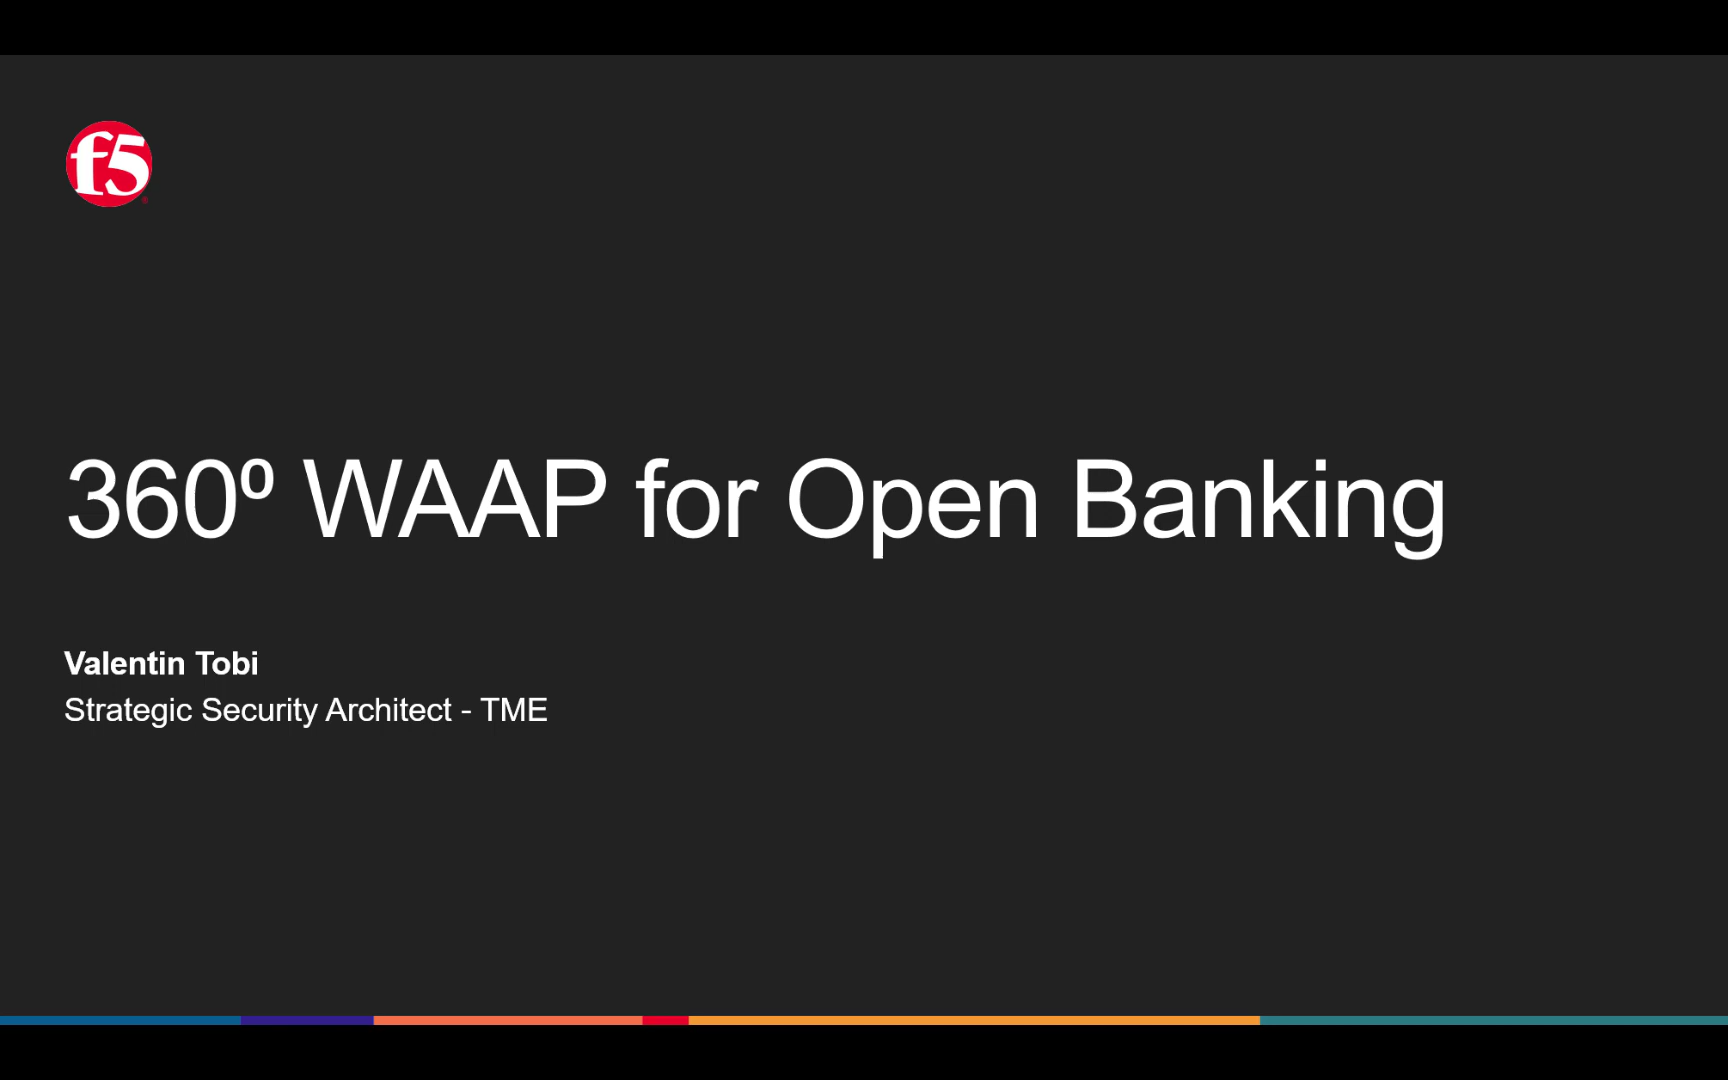 f5
360º WAAP for Open Banking
Valentin Tobi
Strategic Security Architect - TME